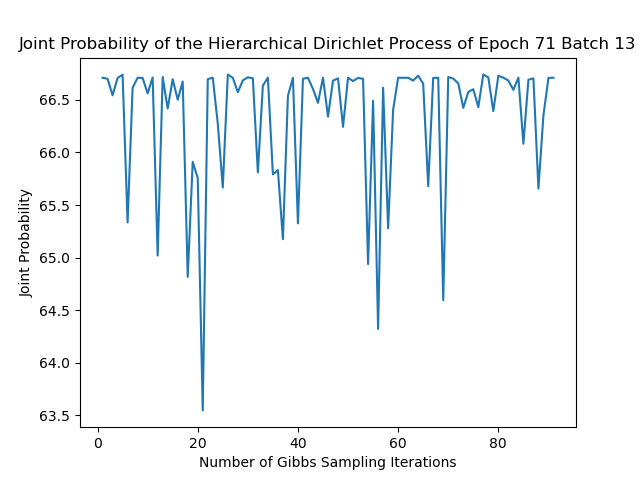 Joint Probability of the Hierarchical Dirichlet Process of Epoch 71 Batch 13
Joint Probability
66.5
66.0
65.5
65.0
64.5
64.0
63.5
0 20 40 60 80
Number of Gibbs Sampling Iterations